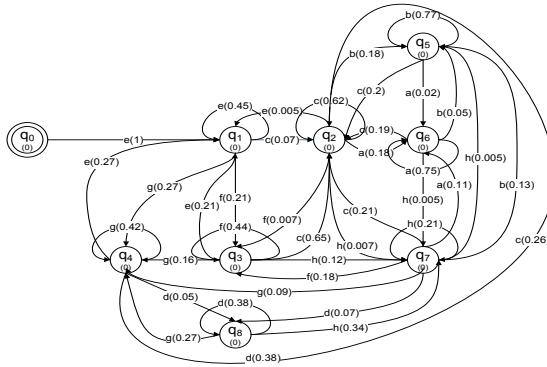 b(0.77)
q5
(0)
b(0.18)
c(0.2)
a(0.02)
e(0.45)
e(0.005)
c(0.62)
b(0.05)
h(0.005)
q0
(0)
e(1)
q1
(0)
c(0.07)
q2
(0)
c(0.19)
a(0.18)
q6
(0)
e(0.27)
g(0.27)
a(0.75)
a(0.11)
b(0.13)
f(0.21)
h(0.005)
e(0.21)
f(0.007)
c(0.21)
g(0.42)
f(0.44)
c(0.65)
h(0.007)
h(0.21)
c(0.26)
q4
(0)
g(0.16)
q3
(0)
h(0.12)
q7
(0)
f(0.18)
g(0.09)
d(0.05)
d(0.38)
d(0.07)
g(0.27)
q8
(0)
h(0.34)
d(0.38)